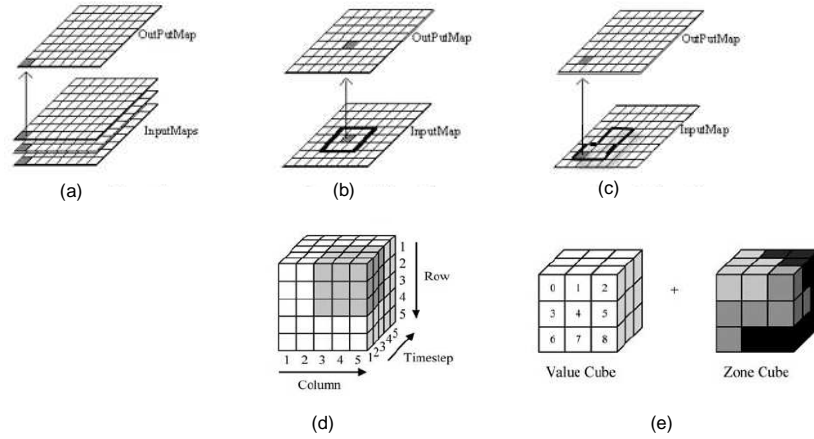 OutPutMap
InputMaps
(a)
OutPutMap
InputMap
(b)
OutPutMap
InputMap
(c)
1
2
3
4
5
Row
1 2 3 4 5
1 2 3 4 5
Timestep
Column
(d)
0 1 2
3 4 5
6 7 8
Value Cube
+
Zone Cube
(e)